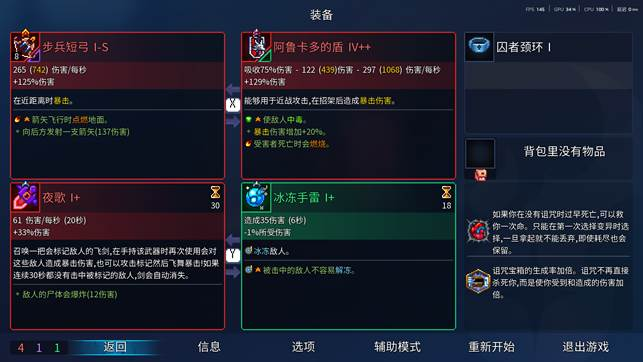 装备
FPS 145 | GPU 34% | CPU 100% | 延迟 0
步兵短弓 I-S
8
265 (742) 伤害/每秒
+125%伤害
在近距离时暴击。
箭矢飞行时点燃地面。
向后方发射一支箭矢(137伤害)
阿鲁卡多的盾 IV++
吸收75%伤害 - 122 (439)伤害 - 297 (1068) 伤害/每秒
+129%伤害
能够用于近战攻击,在招架后造成暴击伤害。
使敌人中毒。
暴击伤害增加+20%。
受害者死亡时会燃烧。
X
囚者颈环 I
背包里没有物品
夜歌 I+
30
61 伤害/每秒 (20秒)
+33%伤害
召唤一把会标记敌人的飞剑,在手持该武器时再次使用会对这些敌人造成暴击伤害,也可以攻击标记然后飞舞暴击!如果连续30秒都没有击中被标记的敌人,剑会自动消失。
敌人的尸体会爆炸(12伤害)
冰冻手雷 I+
18
造成35伤害 (6秒)
-1%所受伤害
冰冻敌人。
被击中的敌人不容易解冻。
Y
如果你在没有诅咒时过早死亡,可以救
你一次命。只能在第一次选择变异时选
择,一旦拿起就不能丢弃,即使耗尽也会
保留。
诅咒宝箱的生成率加倍。诅咒不再直接
杀死你,而是使你受到和造成的伤害加
倍。
4 1 1
返回
信息
选项
辅助模式
重新开始
退出游戏